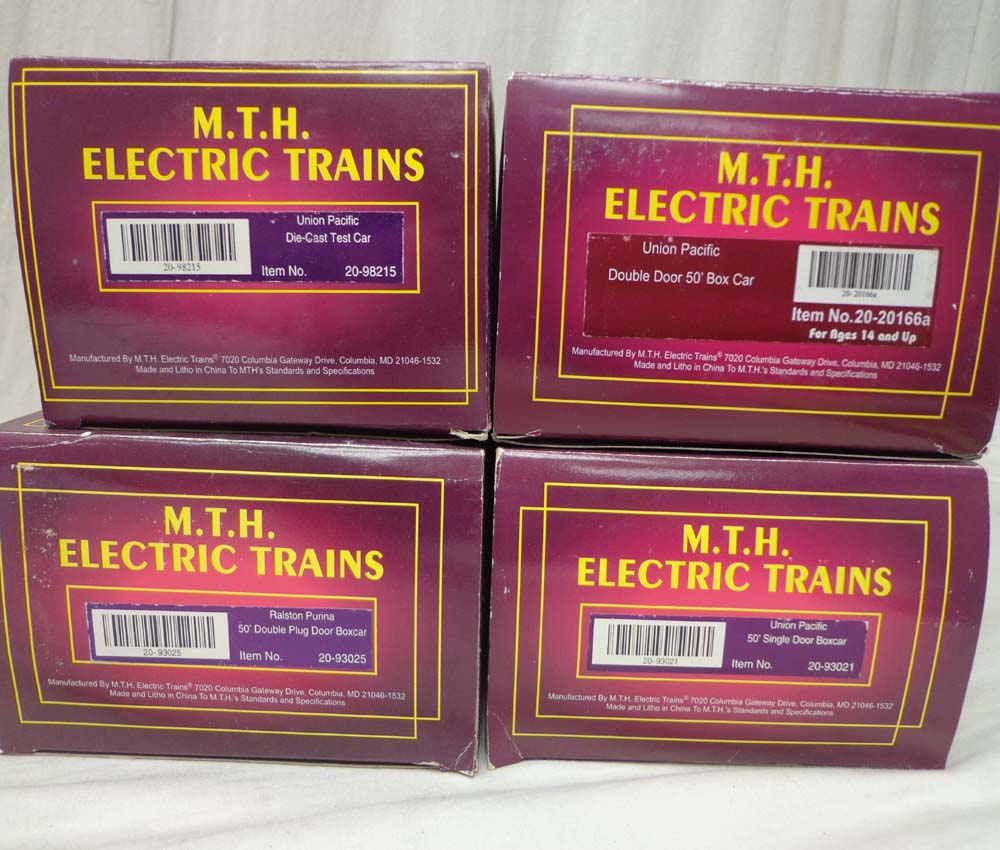 M.T.H.
ELECTRIC TRAINS
Union Pacific
Die-Cast Test Car
20-98215
Item No. 20-98215
Manufactured By M.T.H. Electric Trains® 7020 Columbia Gateway Drive, Columbia, MD 21046-1532
Made and Litho in China To MTH's Standards and Specifications
M.T.H.
ELECTRIC TRAINS
Union Pacific
Double Door 50' Box Car
20-20166a
Item No.20-20166a
For Ages 14 and Up
Manufactured By M.T.H. Electric Trains® 7020 Columbia Gateway Drive, Columbia, MD 21046-1532
Made and Litho in China To M.T.H.'s Standards and Specifications
M.T.H.
ELECTRIC TRAINS
Ralston Purina
50' Double Plug Door Boxcar
20-93025
Item No. 20-93025
Manufactured By M.T.H. Electric Trains® 7020 Columbia Gateway Drive, Columbia, MD 21046-1532
Made and Litho in China To M.T.H.'s Standards and Specifications
M.T.H.
ELECTRIC TRAINS
Union Pacific
50' Single Door Boxcar
20-93021
Item No. 20-93021
Manufactured By M.T.H. Electric Trains® 7020 Columbia Gateway Drive, Columbia, MD 21046-1532
Made and Litho in China To M.T.H.'s Standards and Specifications